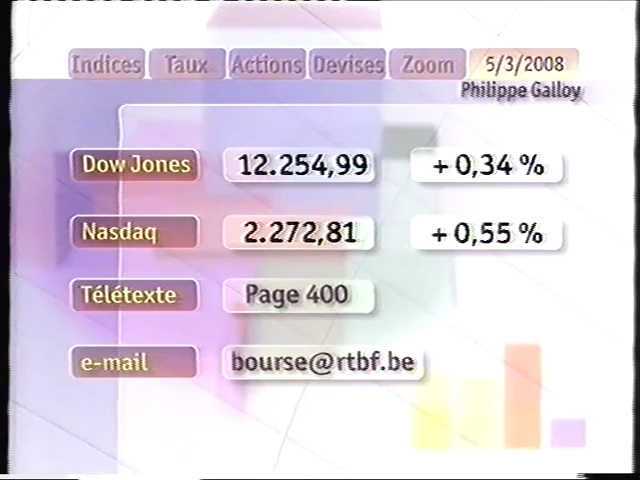 Indices Taux Actions Devises Zoom 5/3/2008
Philippe Galloy
Dow Jones 12.254,99 + 0,34 %
Nasdaq 2.272,81 + 0,55 %
Télétexte Page 400
e-mail bourse@rtbf.be